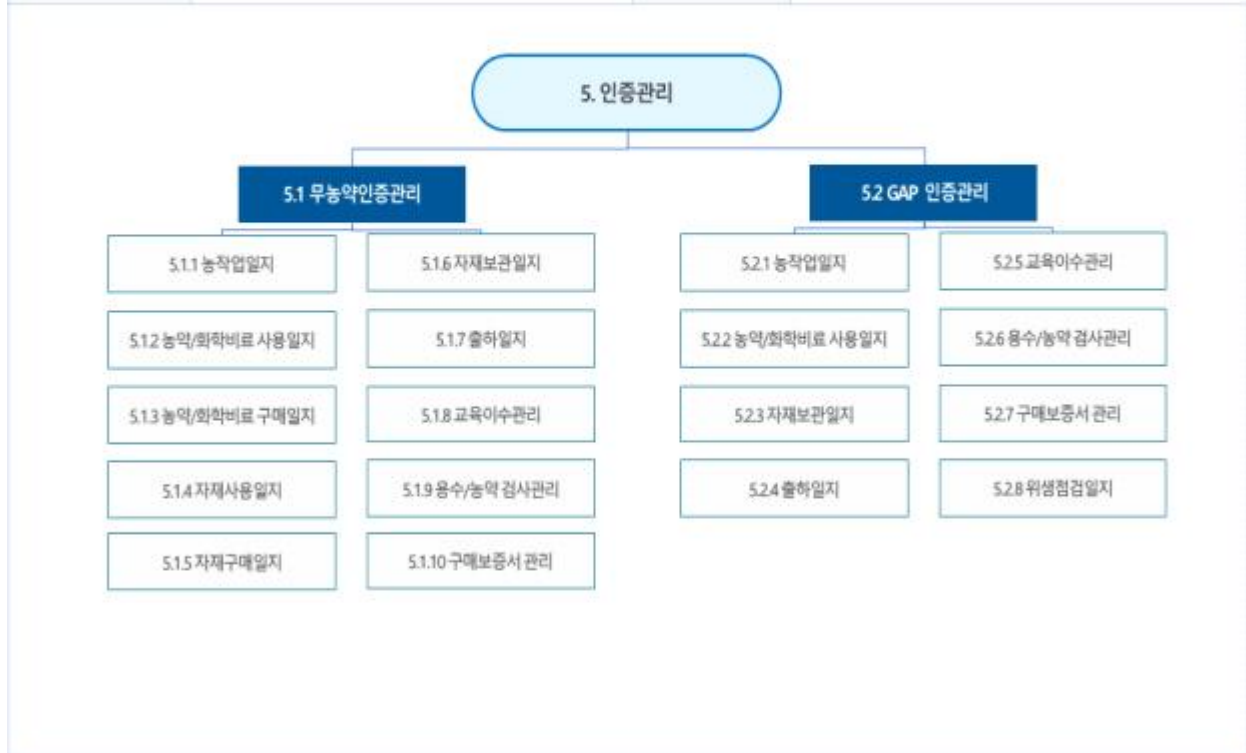 5. 인증관리
5.1 무농약인증관리
5.1.1 농작업일지
5.1.2 농약/화학비료 사용일지
5.1.3 농약/화학비료 구매일지
5.1.4 자재사용일지
5.1.5 자재구매일지
5.1.6 자재보관일지
5.1.7 출하일지
5.1.8 교육이수관리
5.1.9 용수/농약 검사관리
5.1.10 구매보증서 관리
5.2 GAP 인증관리
5.2.1 농작업일지
5.2.2 농약/화학비료 사용일지
5.2.3 자재보관일지
5.2.4 출하일지
5.2.5 교육이수관리
5.2.6 용수/농약 검사관리
5.2.7 구매보증서 관리
5.2.8 위생점검일지